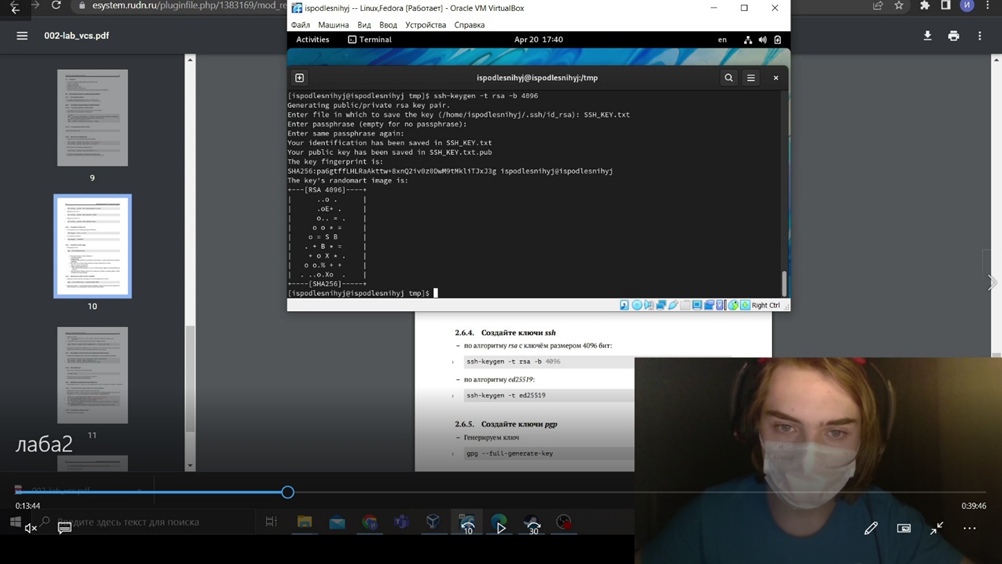 esystem.rudn.ru/pluginfile.php/1383169/mod_re
ispodlesnihyj -- Linux,Fedora [Работает] - Oracle VM VirtualBox
Файл Машина Вид Ввод Устройства Справка
002-lab_vcs.pdf
Activities Terminal Apr 20 17:40 en
ispodlesnihyj@ispodlesnihyj:/tmp
[ispodlesnihyj@ispodlesnihyj tmp]$ ssh-keygen -t rsa -b 4096
Generating public/private rsa key pair.
Enter file in which to save the key (/home/ispodlesnihyj/.ssh/id_rsa): SSH_KEY.txt
Enter passphrase (empty for no passphrase):
Enter same passphrase again:
Your identification has been saved in SSH_KEY.txt
Your public key has been saved in SSH_KEY.txt.pub
The key fingerprint is:
ispodlesnihyj@ispodlesnihyj
The key's randomart image is:
+---[RSA 4096]----+
| ..o . |
| .oE+ . |
| o.. = . |
| o o * = |
| o = S B |
| . + B * = |
| + o X * . |
| o o.% + + |
| . ..o.Xo . |
+----[SHA256]-----+
[ispodlesnihyj@ispodlesnihyj tmp]$
Right Ctrl
9
10
11
2.6.4. Создайте ключи ssh
– по алгоритму rsa с ключём размером 4096 бит:
ssh-keygen -t rsa -b 4096
– по алгоритму ed25519:
ssh-keygen -t ed25519
2.6.5. Создайте ключи pgp
– Генерируем ключ
gpg --full-generate-key
лаба2
002-lab_vcs.pdf
0:13:44
0:39:46
Введите здесь текст для поиска
10
30